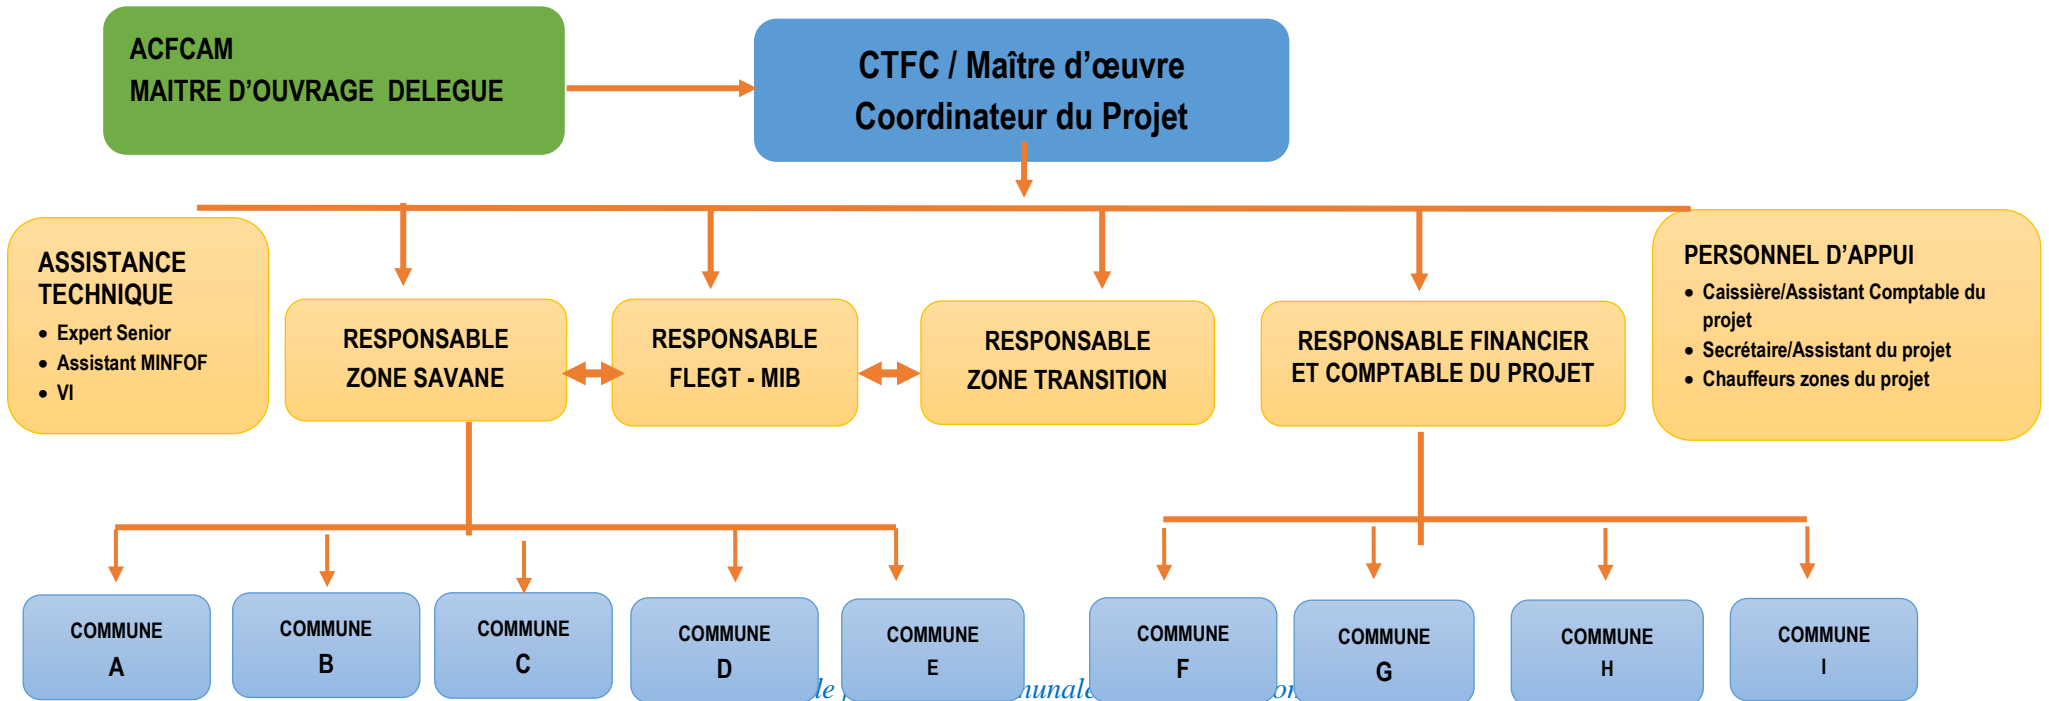 ACFCAM
MAITRE D'OUVRAGE DELEGUE
CTFC / Maître d'œuvre
Coordinateur du Projet
ASSISTANCE
TECHNIQUE
• Expert Senior
• Assistant MINFOF
• VI
RESPONSABLE
ZONE SAVANE
RESPONSABLE
FLEGT - MIB
RESPONSABLE
ZONE TRANSITION
RESPONSABLE FINANCIER
ET COMPTABLE DU PROJET
PERSONNEL D'APPUI
• Caissière/Assistant Comptable du
projet
• Secrétaire/Assistant du projet
• Chauffeurs zones du projet
COMMUNE
A
COMMUNE
B
COMMUNE
C
COMMUNE
D
COMMUNE
E
COMMUNE
F
COMMUNE
G
COMMUNE
H
COMMUNE
I